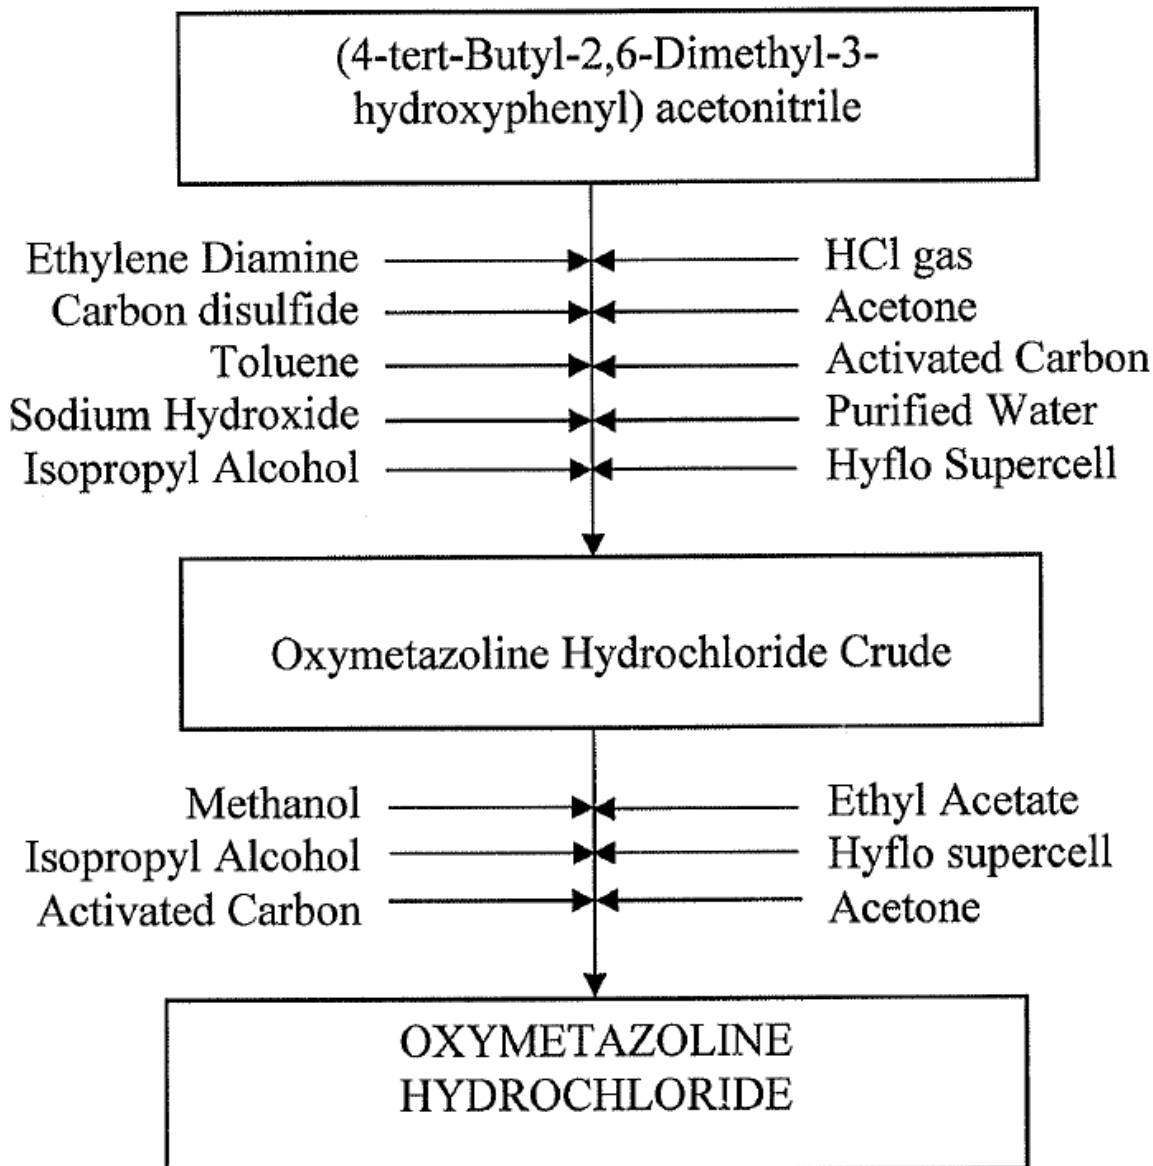 (4-tert-Butyl-2,6-Dimethyl-3-
hydroxyphenyl) acetonitrile
Ethylene Diamine
HCl gas
Carbon disulfide
Acetone
Toluene
Activated Carbon
Sodium Hydroxide
Purified Water
Isopropyl Alcohol
Hyflo Supercell
Oxymetazoline Hydrochloride Crude
Methanol
Ethyl Acetate
Isopropyl Alcohol
Hyflo supercell
Activated Carbon
Acetone
OXYMETAZOLINE
HYDROCHLORIDE